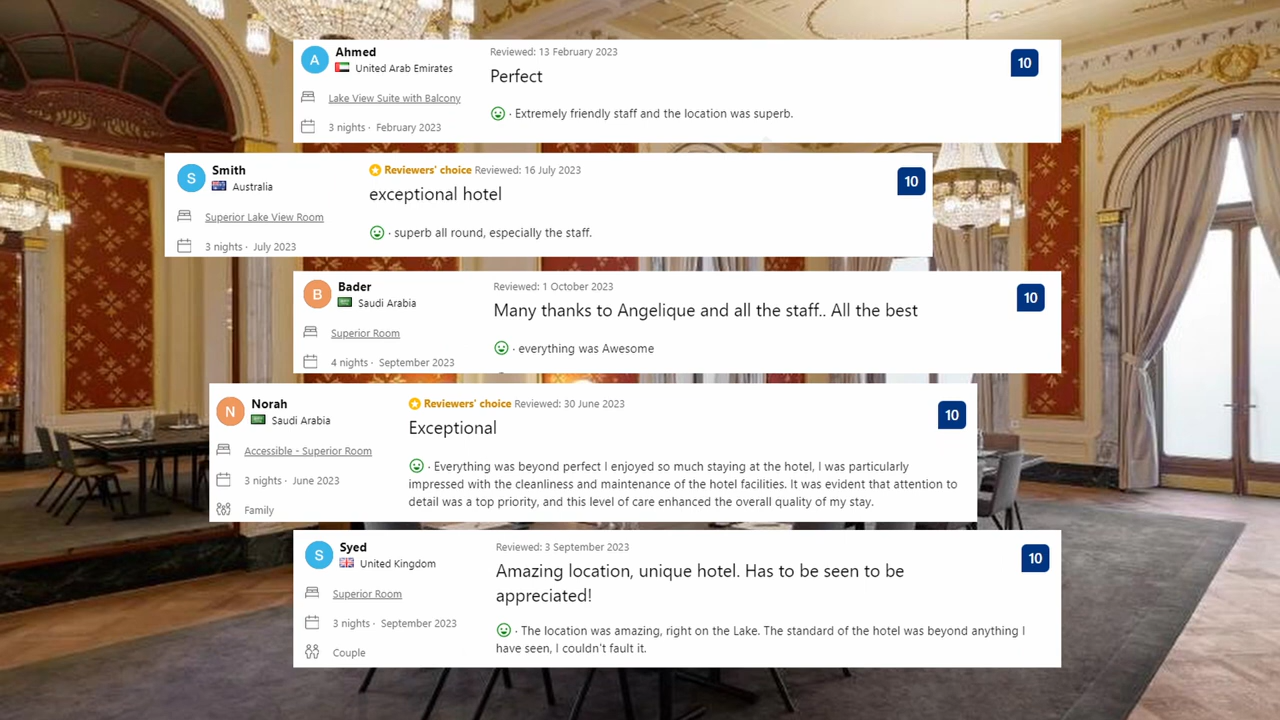 A
Ahmed
United Arab Emirates
Lake View Suite with Balcony
3 nights · February 2023
Reviewed: 13 February 2023
Perfect
· Extremely friendly staff and the location was superb.
10
S
Smith
Australia
Superior Lake View Room
3 nights · July 2023
Reviewers' choice Reviewed: 16 July 2023
exceptional hotel
· superb all round, especially the staff.
10
B
Bader
Saudi Arabia
Superior Room
4 nights · September 2023
Reviewed: 1 October 2023
Many thanks to Angelique and all the staff.. All the best
· everything was Awesome
10
N
Norah
Saudi Arabia
Accessible - Superior Room
3 nights · June 2023
Family
Reviewers' choice Reviewed: 30 June 2023
Exceptional
· Everything was beyond perfect I enjoyed so much staying at the hotel, I was particularly
impressed with the cleanliness and maintenance of the hotel facilities. It was evident that attention to
detail was a top priority, and this level of care enhanced the overall quality of my stay.
10
S
Syed
United Kingdom
Superior Room
3 nights · September 2023
Couple
Reviewed: 3 September 2023
Amazing location, unique hotel. Has to be seen to be
appreciated!
· The location was amazing, right on the Lake. The standard of the hotel was beyond anything I
have seen, I couldn't fault it.
10